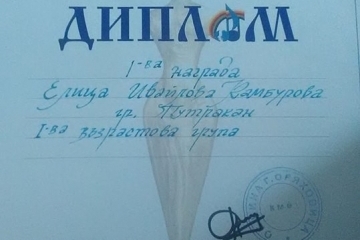 ДИПЛОМ
I-ва награда
Елица Ивайлова Камбурова
гр. Тутракан
I-ва възрастова група